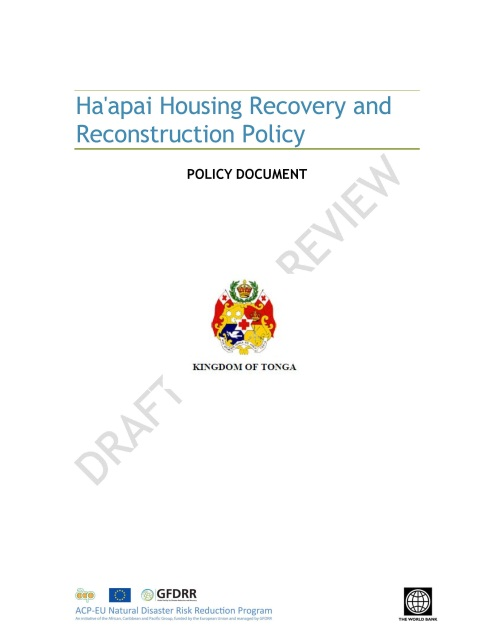 Ha'apai Housing Recovery and
Reconstruction Policy
POLICY DOCUMENT
DRAFT REVIEW
KINGDOM OF TONGA
GFDRR
ACP-EU Natural Disaster Risk Reduction Program
An initiative of the African, Caribbean and Pacific Group, funded by the European Union and managed by GFDRR
THE WORLD BANK